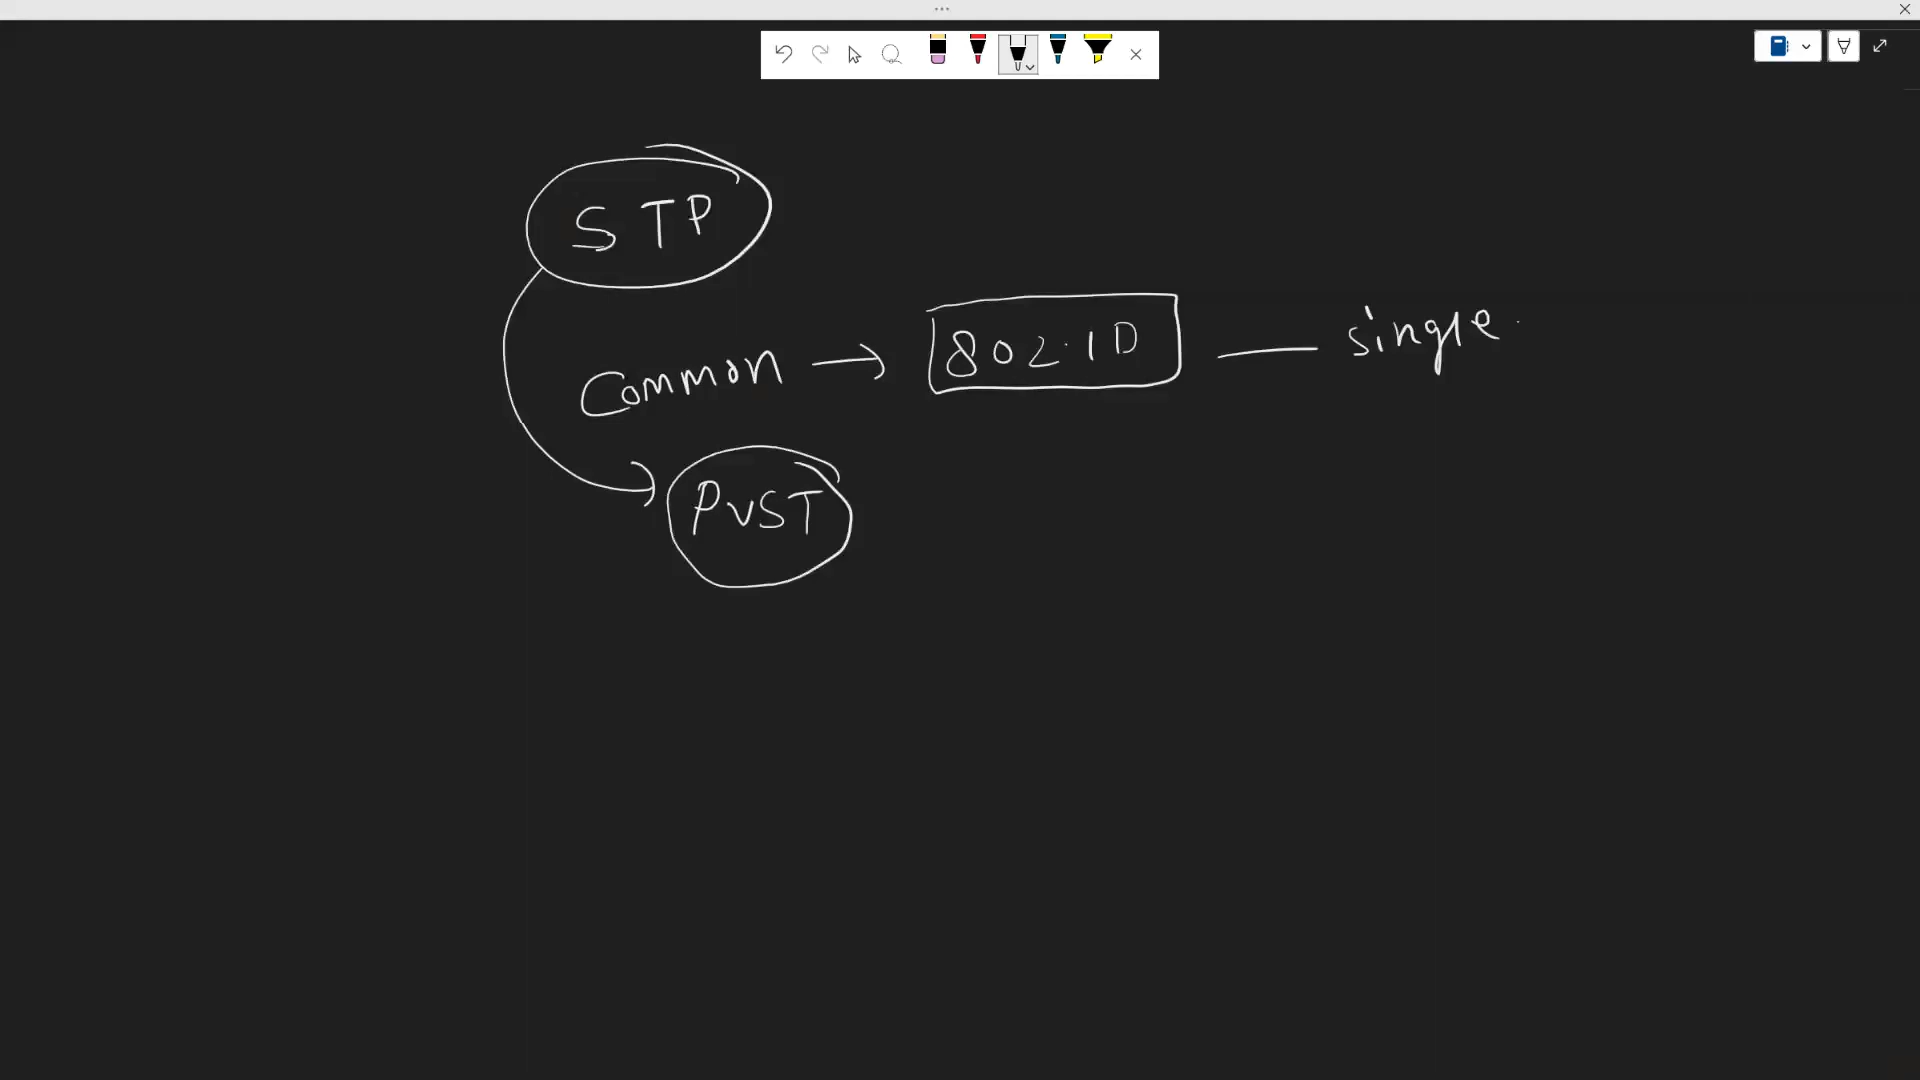 STP
Common → 802.1D — single.
PVST